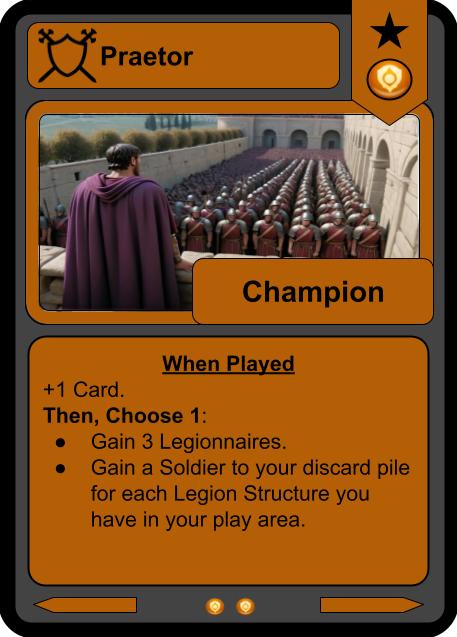 Praetor
Champion
When Played
+1 Card.
Then, Choose 1:
● Gain 3 Legionnaires.
● Gain a Soldier to your discard pile
for each Legion Structure you
have in your play area.